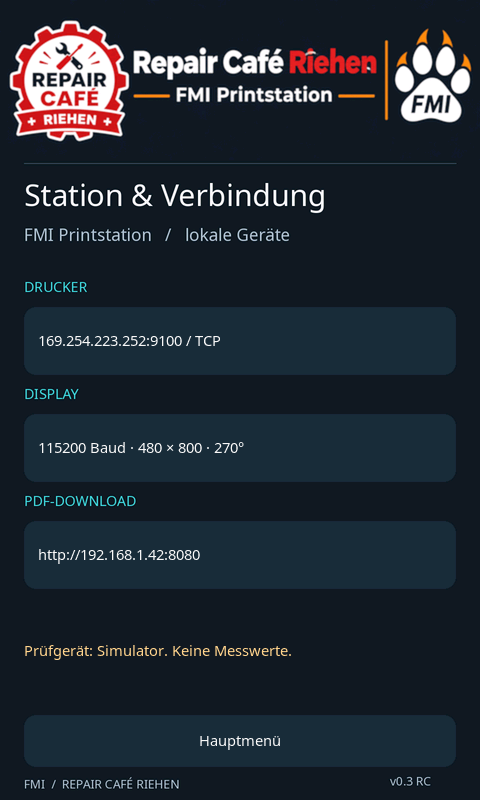 REPAIR
CAFÉ
RIEHEN
Repair Café Riehen
FMI Printstation
FMI
Station & Verbindung
FMI Printstation / lokale Geräte
DRUCKER
169.254.223.252:9100 / TCP
DISPLAY
115200 Baud · 480 × 800 · 270°
PDF-DOWNLOAD
http://192.168.1.42:8080
Prüfgerät: Simulator. Keine Messwerte.
Hauptmenü
FMI / REPAIR CAFÉ RIEHEN
v0.3 RC